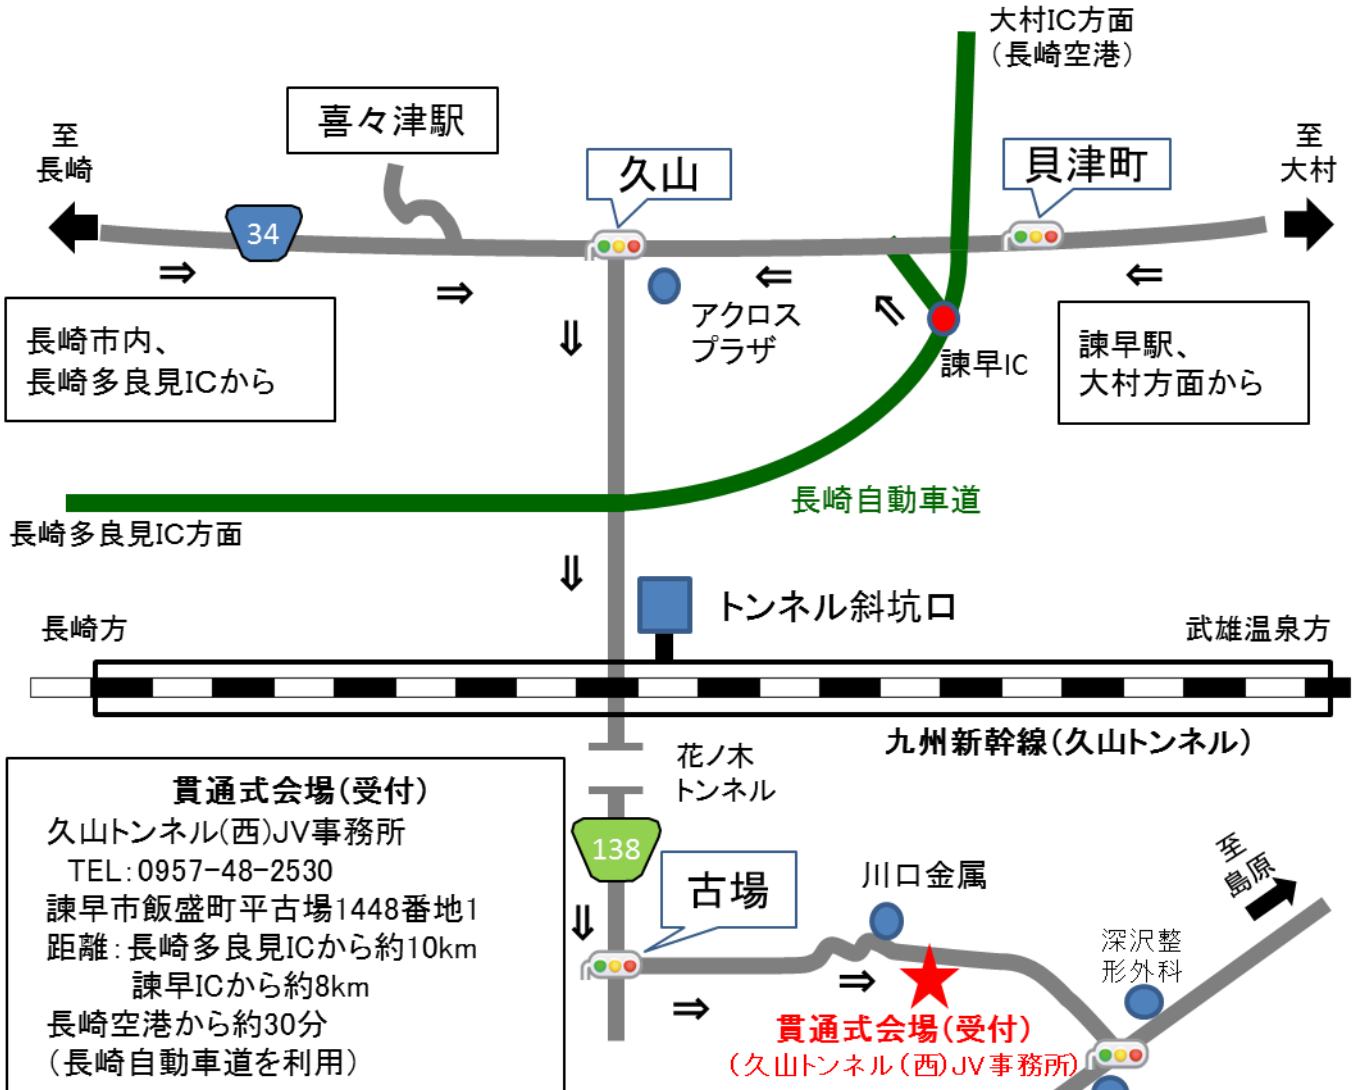 大村IC方面
（長崎空港）
喜々津駅
至
長崎
久山
貝津町
至
大村
34
アクロス
プラザ
諫早IC
長崎市内、
長崎多良見ICから
諫早駅、
大村方面から
長崎自動車道
長崎多良見IC方面
トンネル斜坑口
長崎方
武雄温泉方
九州新幹線(久山トンネル)
花ノ木
トンネル
貫通式会場(受付)
久山トンネル(西)JV事務所
TEL:0957-48-2530
諫早市飯盛町平古場1448番地1
距離:長崎多良見ICから約10km
諫早ICから約8km
長崎空港から約30分
(長崎自動車道を利用)
138
古場
川口金属
至
島原
深沢整
形外科
貫通式会場(受付)
(久山トンネル(西)JV事務所)